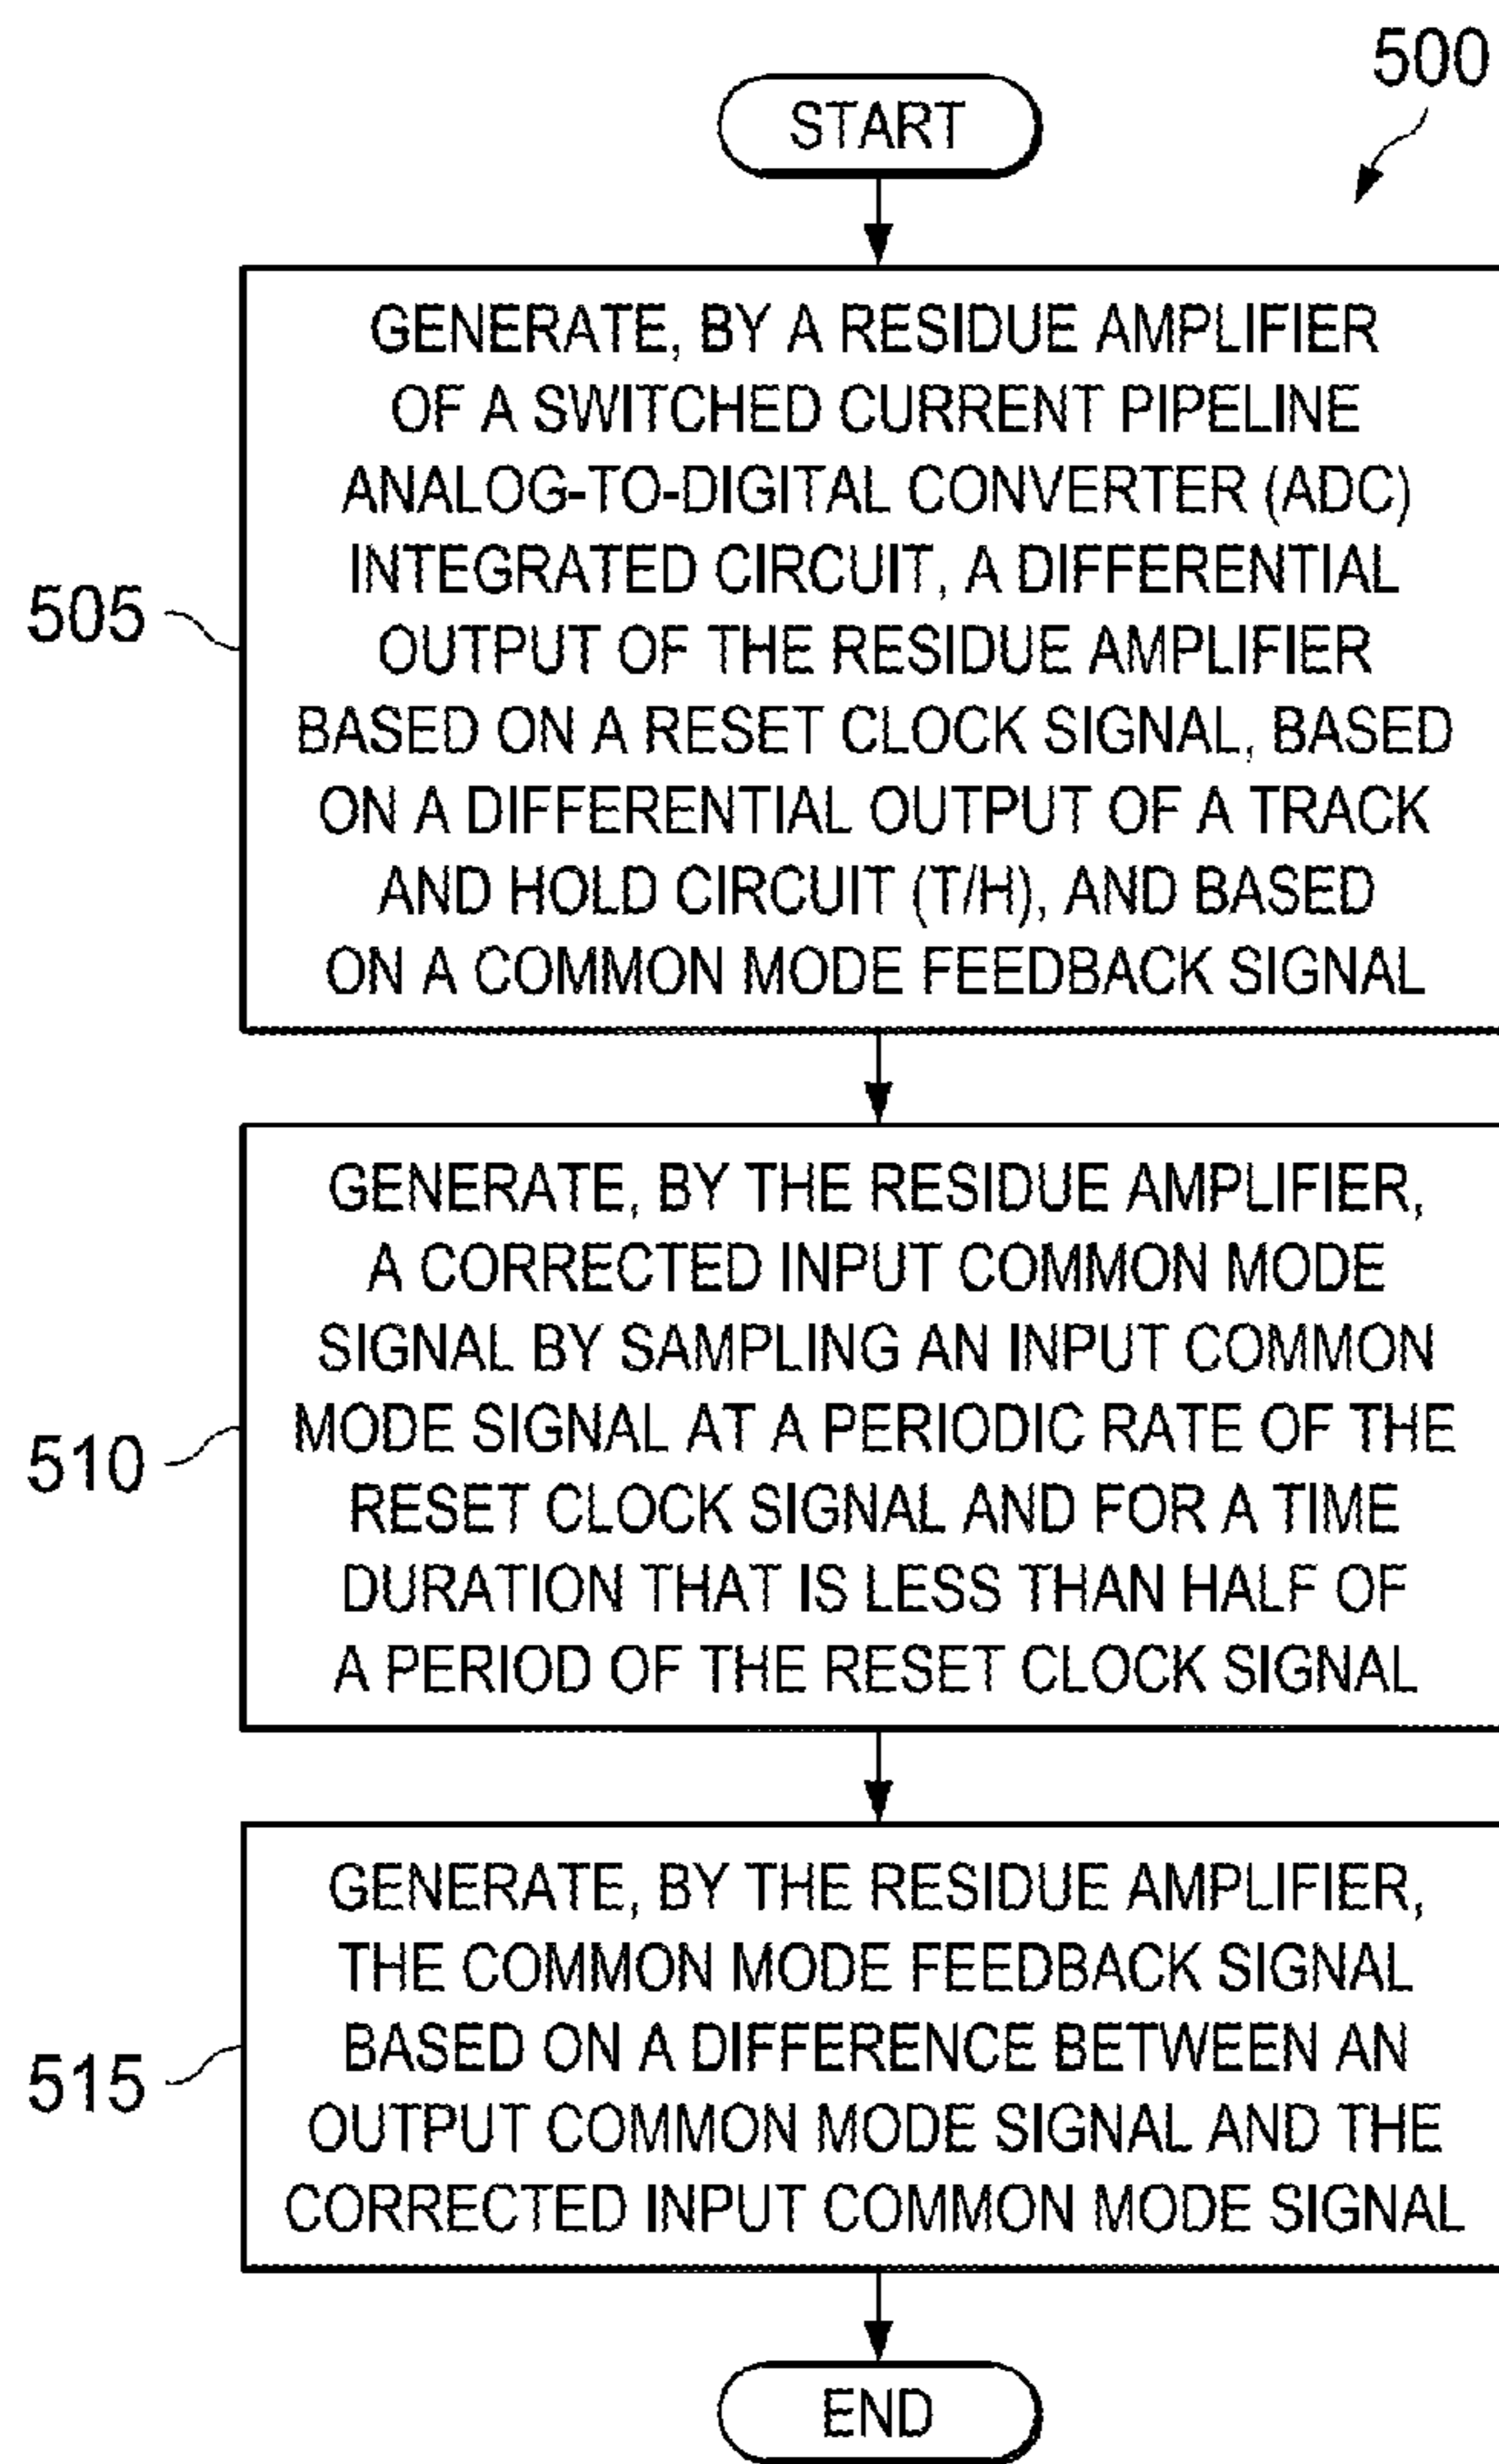 500
START
505
GENERATE, BY A RESIDUE AMPLIFIER
OF A SWITCHED CURRENT PIPELINE
ANALOG-TO-DIGITAL CONVERTER (ADC)
INTEGRATED CIRCUIT, A DIFFERENTIAL
OUTPUT OF THE RESIDUE AMPLIFIER
BASED ON A RESET CLOCK SIGNAL, BASED
ON A DIFFERENTIAL OUTPUT OF A TRACK
AND HOLD CIRCUIT (T/H), AND BASED
ON A COMMON MODE FEEDBACK SIGNAL
510
GENERATE, BY THE RESIDUE AMPLIFIER,
A CORRECTED INPUT COMMON MODE
SIGNAL BY SAMPLING AN INPUT COMMON
MODE SIGNAL AT A PERIODIC RATE OF THE
RESET CLOCK SIGNAL AND FOR A TIME
DURATION THAT IS LESS THAN HALF OF
A PERIOD OF THE RESET CLOCK SIGNAL
515
GENERATE, BY THE RESIDUE AMPLIFIER,
THE COMMON MODE FEEDBACK SIGNAL
BASED ON A DIFFERENCE BETWEEN AN
OUTPUT COMMON MODE SIGNAL AND THE
CORRECTED INPUT COMMON MODE SIGNAL
END